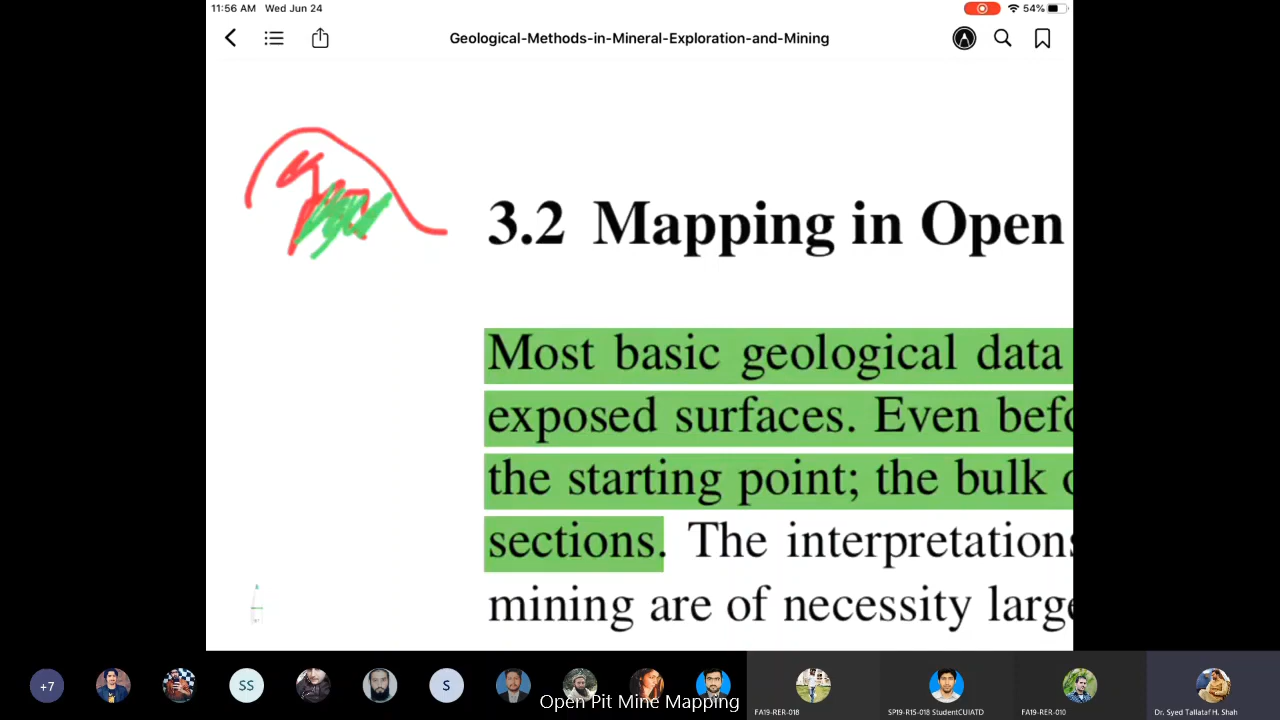 11:56 AM Wed Jun 24
54%
Geological-Methods-in-Mineral-Exploration-and-Mining
3.2 Mapping in Open
Most basic geological data
exposed surfaces. Even befo
the starting point; the bulk o
sections. The interpretations
mining are of necessity large
+7
SS
S
Open Pit Mine Mapping
FA19-RER-018
SP19-R15-018 StudentCUIATD
FA19-RER-010
Dr. Syed Tallataf H. Shah